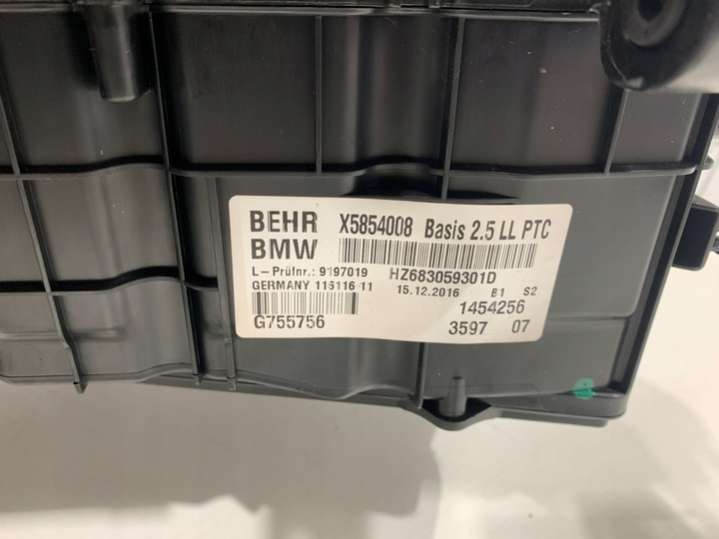 BEHR X5854008 Basis 2.5 LL PTC
BMW
L-Prüfnr.: 9197019 HZ683059301D
GERMANY 116116 11 15.12.2016 B1 S2
1454256
G755756 3597 07